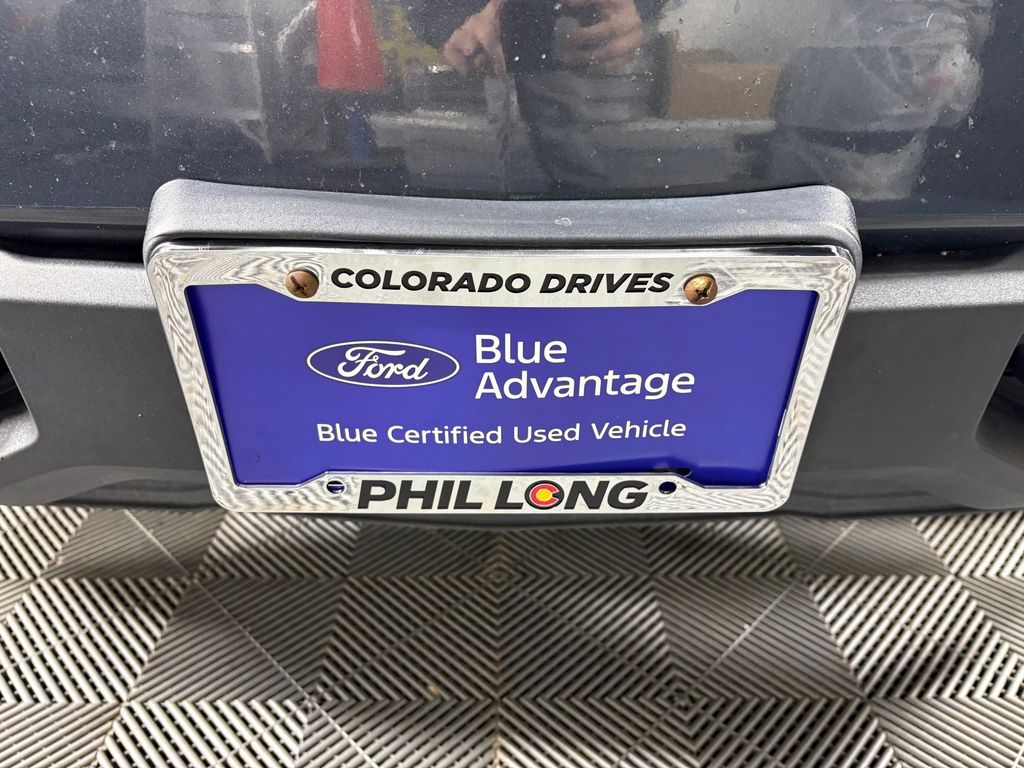 COLORADO DRIVES
Ford
Blue
Advantage
Blue Certified Used Vehicle
PHIL LONG